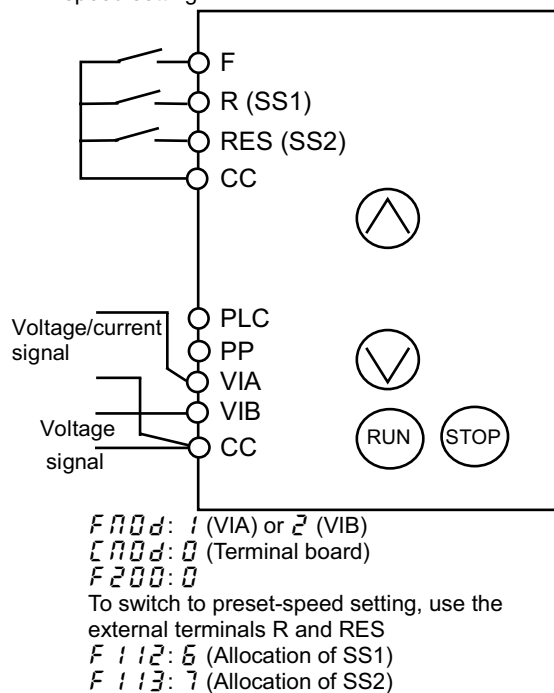 speed setting
F
R (SS1)
RES (SS2)
CC
PLC
Voltage/current
signal
PP
VIA
VIB
Voltage
signal
CC
RUN
STOP
FMOd: 1 (VIA) or 2 (VIB)
CMOd: 0 (Terminal board)
F200: 0
To switch to preset-speed setting, use the
external terminals R and RES
F112: 6 (Allocation of SS1)
F113: 7 (Allocation of SS2)